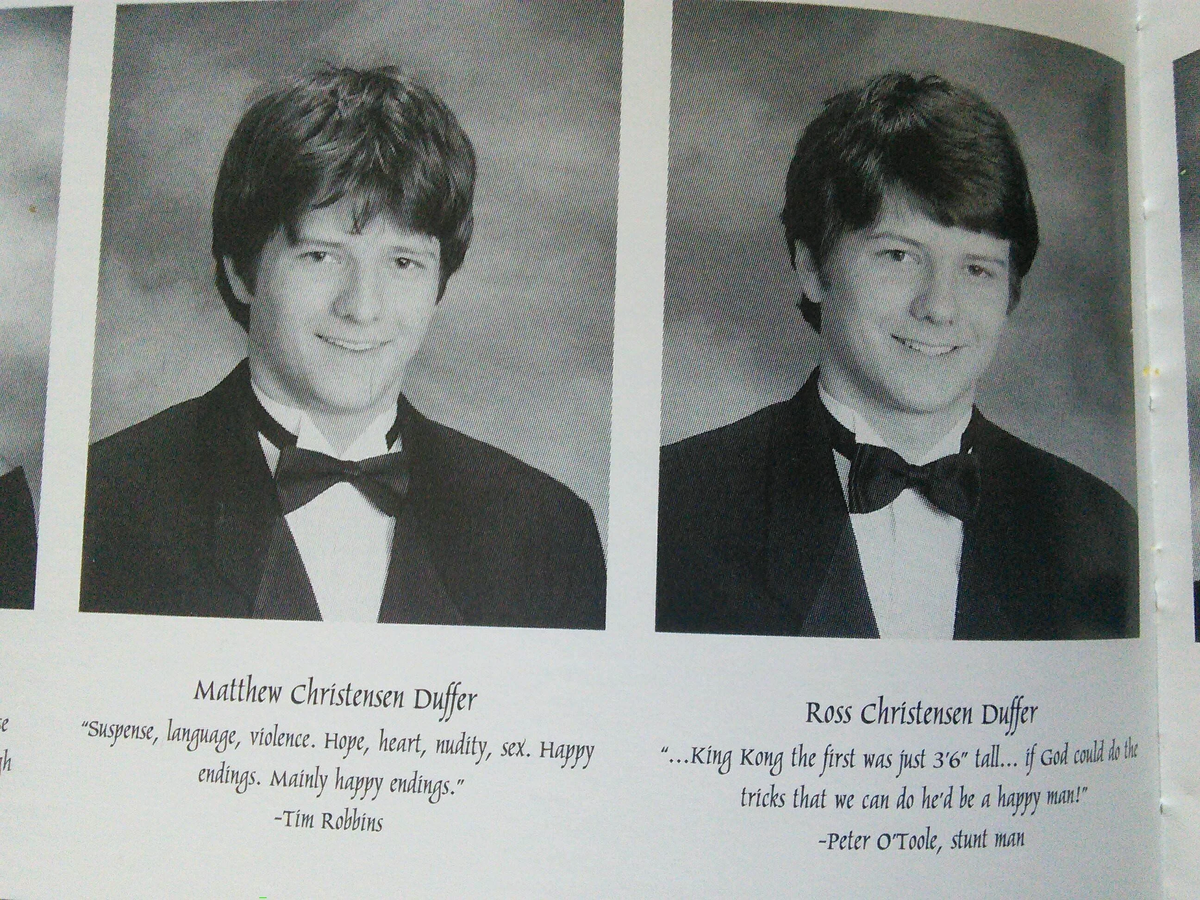 se
gh
Matthew Christensen Duffer
"Suspense, language, violence. Hope, heart, nudity, sex. Happy
endings. Mainly happy endings."
-Tim Robbins
Ross Christensen Duffer
"...King Kong the first was just 3'6" tall... if God could do the
tricks that we can do he'd be a happy man!"
-Peter O'Toole, stunt man